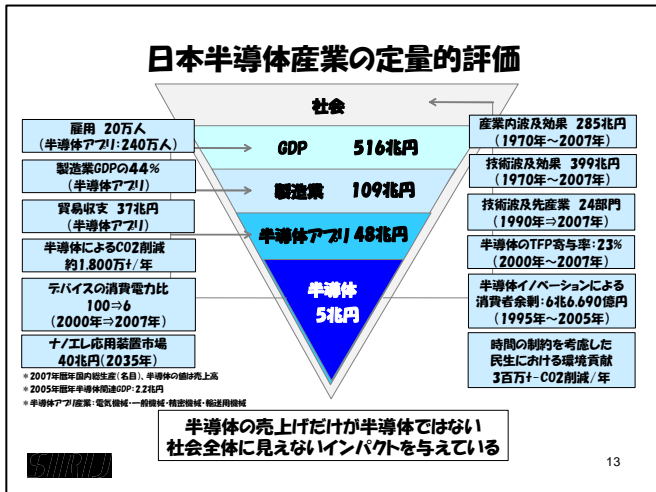 日本半導体産業の定量的評価
社会
GDP 516兆円
製造業 109兆円
半導体アプリ 48兆円
半導体
5兆円
雇用 20万人
(半導体アプリ:240万人)
製造業GDPの44%
(半導体アプリ)
貿易収支 37兆円
(半導体アプリ)
半導体によるCO2削減
約1,800万t/年
デバイスの消費電力比
100⇒6
(2000年⇒2007年)
ナノエレ応用装置市場
40兆円(2035年)
産業内波及効果 285兆円
(1970年~2007年)
技術波及効果 399兆円
(1970年~2007年)
技術波及先産業 24部門
(1990年⇒2007年)
半導体のTFP寄与率:23%
(2000年~2007年)
半導体イノベーションによる
消費者余剰:6兆6,690億円
(1995年~2005年)
時間の制約を考慮した
民生における環境貢献
3百万t-CO2削減/年
*2007年暦年国内総生産(名目)、半導体の値は売上高
*2005年暦年半導体関連GDP:2.2兆円
*半導体アプリ産業:電気機械・一般機械・精密機械・輸送用機械
半導体の売上げだけが半導体ではない
社会全体に見えないインパクトを与えている
SIRIJ
13